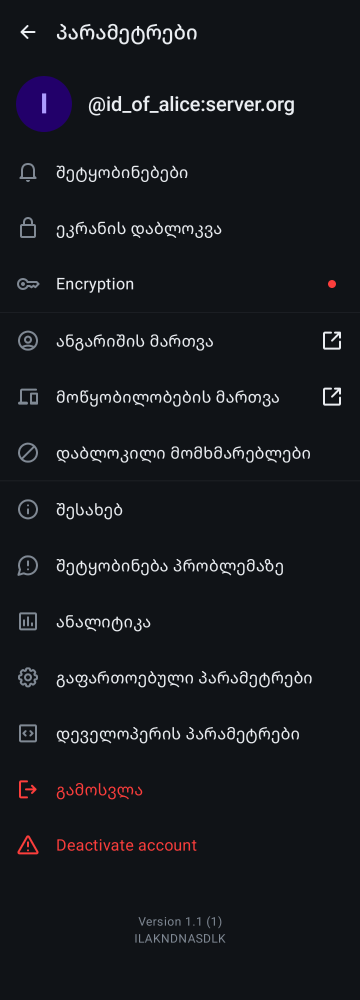 პარამეტრები
I
@id_of_alice:server.org
შეტყობინებები
ეკრანის დაბლოკვა
Encryption
ანგარიშის მართვა
მოწყობილობების მართვა
დაბლოკილი მომხმარებლები
შესახებ
შეტყობინება პრობლემაზე
ანალიტიკა
გაფართოებული პარამეტრები
დეველოპერის პარამეტრები
გამოსვლა
Deactivate account
Version 1.1 (1)
ILAKNDNASDLK